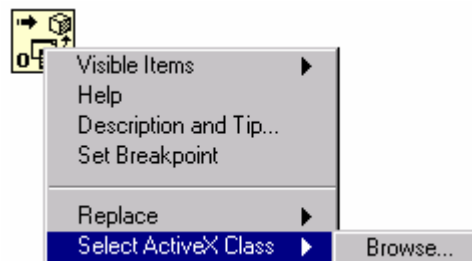 Visible Items
Help
Description and Tip...
Set Breakpoint
Replace
Select ActiveX Class
Browse...